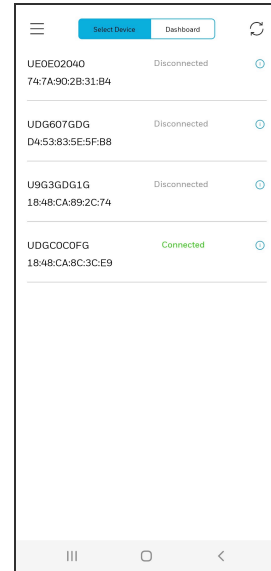 Select Device Dashboard
UE0E02040 Disconnected
74:7A:90:2B:31:B4
UDG607GDG Disconnected
D4:53:83:5E:5F:B8
U9G3GDG1G Disconnected
18:48:CA:89:2C:74
UDGC0C0FG Connected
18:48:CA:8C:3C:E9